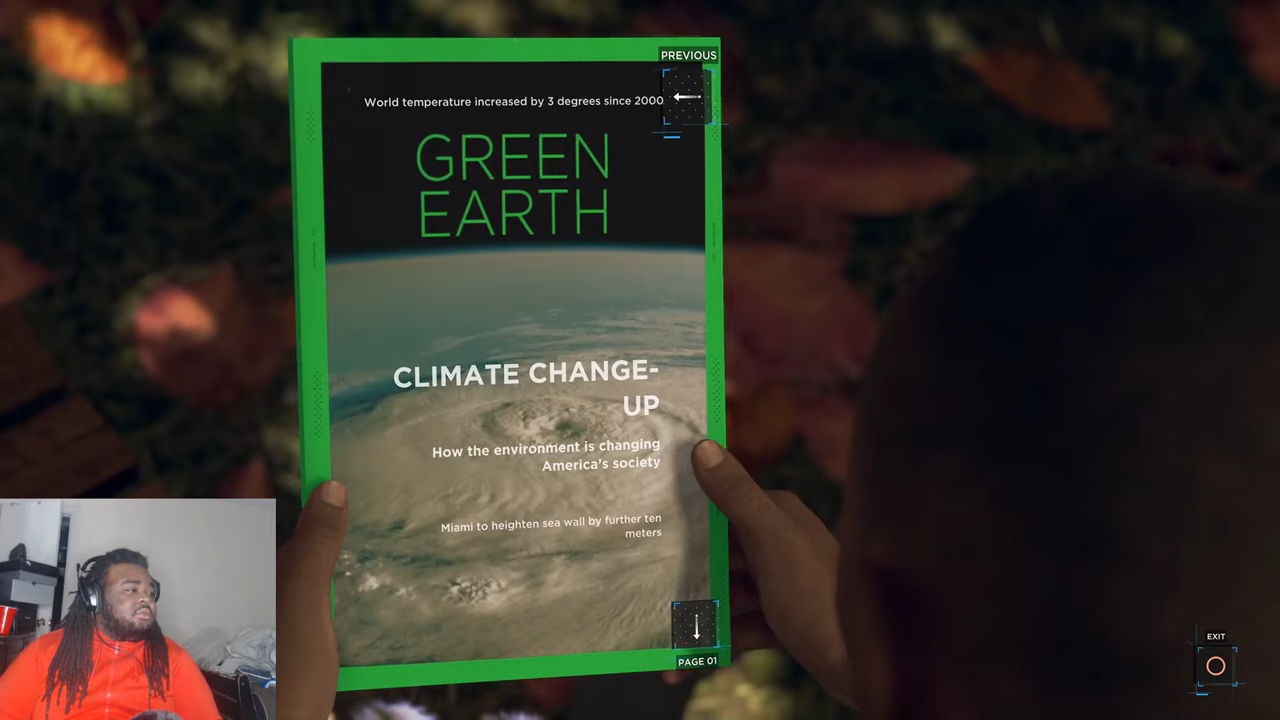 PREVIOUS
World temperature increased by 3 degrees since 2000
GREEN
EARTH
CLIMATE CHANGE-
UP
How the environment is changing
America's society
Miami to heighten sea wall by further ten
meters
PAGE 01
EXIT